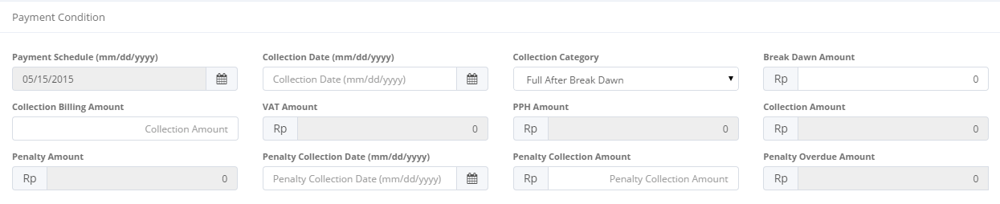 Payment Condition
Payment Schedule (mm/dd/yyyy) Collection Date (mm/dd/yyyy) Collection Category Break Dawn Amount
05/15/2015 Collection Date (mm/dd/yyyy) Full After Break Dawn Rp 0
Collection Billing Amount VAT Amount PPH Amount Collection Amount
Collection Amount Rp 0 Rp 0 Rp 0
Penalty Amount Penalty Collection Date (mm/dd/yyyy) Penalty Collection Amount Penalty Overdue Amount
Rp 0 Penalty Collection Date (mm/dd/yyyy) Rp Penalty Collection Amount Rp 0